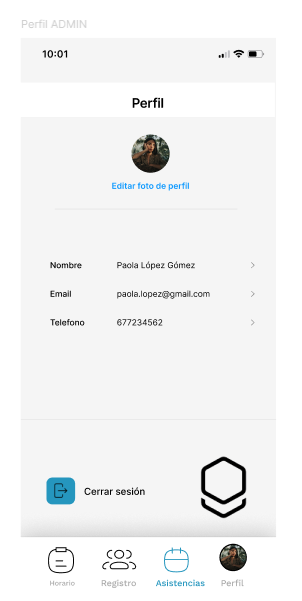 Perfil ADMIN
10:01
Perfil
Editar foto de perfil
Nombre Paola López Gómez
Email paola.lopez@gmail.com
Telefono 677234562
Cerrar sesión
Horario Registro Asistencias Perfil